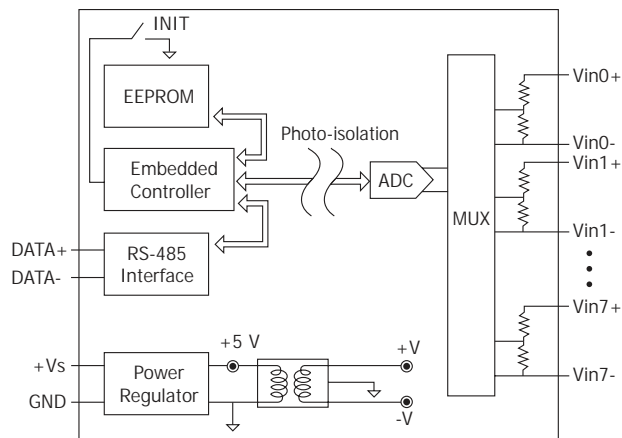 INIT
EEPROM
Photo-isolation
Embedded
Controller
ADC
MUX
Vin0+
Vin0-
Vin1+
Vin1-
Vin7+
Vin7-
DATA+
DATA-
RS-485
Interface
+5 V
+V
-V
+Vs
GND
Power
Regulator